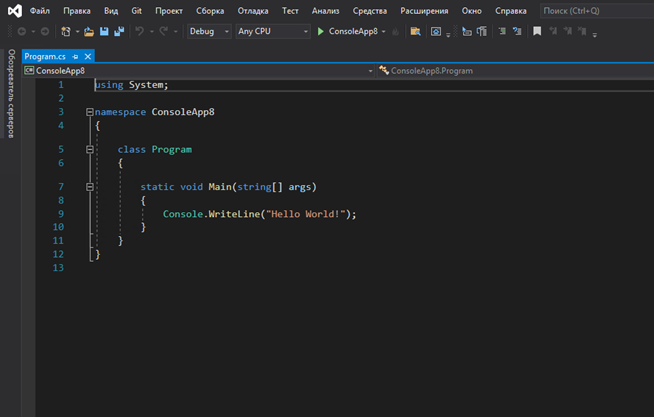 Файл Правка Вид Git Проект Сборка Отладка Тест Анализ Средства Расширения Окно Справка Поиск (Ctrl+Q)
Debug Any CPU ConsoleApp8
Обозреватель серверов
Program.cs
C# ConsoleApp8 ConsoleApp8.Program
1 using System;
2
3 namespace ConsoleApp8
4 {
5 class Program
6 {
7 static void Main(string[] args)
8 {
9 Console.WriteLine("Hello World!");
10 }
11 }
12 }
13